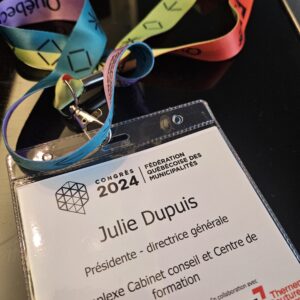 Québec
CONGRÈS
2024
FÉDÉRATION
QUÉBÉCOISE DES
MUNICIPALITÉS
Julie Dupuis
Présidente - directrice générale
plexe Cabinet conseil et Centre de
formation
collaboration avec